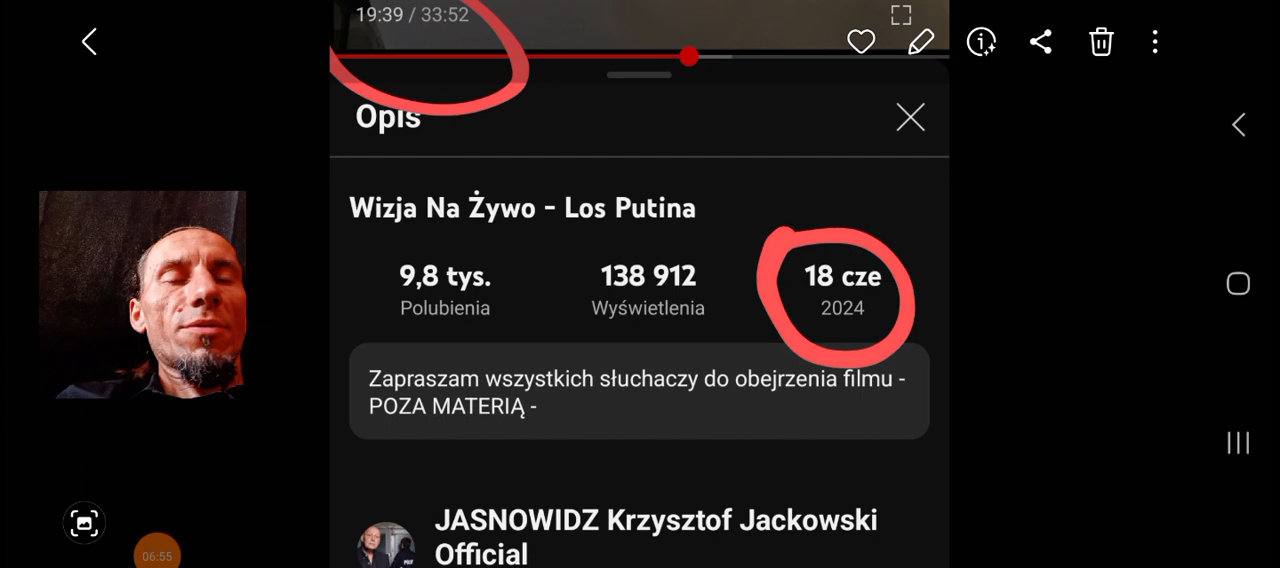 19:39 / 33:52
Opis
Wizja Na Żywo - Los Putina
9,8 tys.
Polubienia
138 912
Wyświetlenia
18 cze
2024
Zapraszam wszystkich słuchaczy do obejrzenia filmu -
POZA MATERIĄ -
JASNOWIDZ Krzysztof Jackowski
Official
06:55